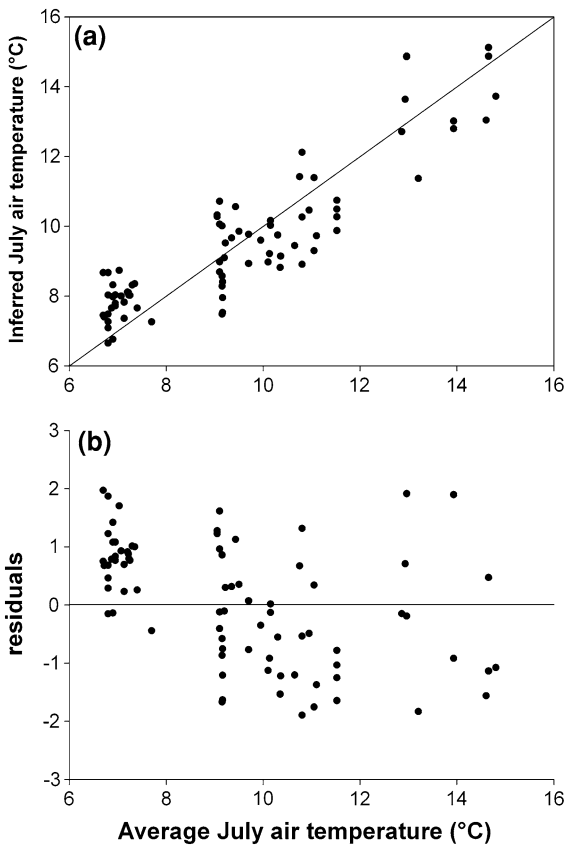 (a)
Inferred July air temperature (°C)
16
14
12
10
8
6
6 8 10 12 14 16
(b)
residuals
3
2
1
0
-1
-2
-3
6 8 10 12 14 16
Average July air temperature (°C)